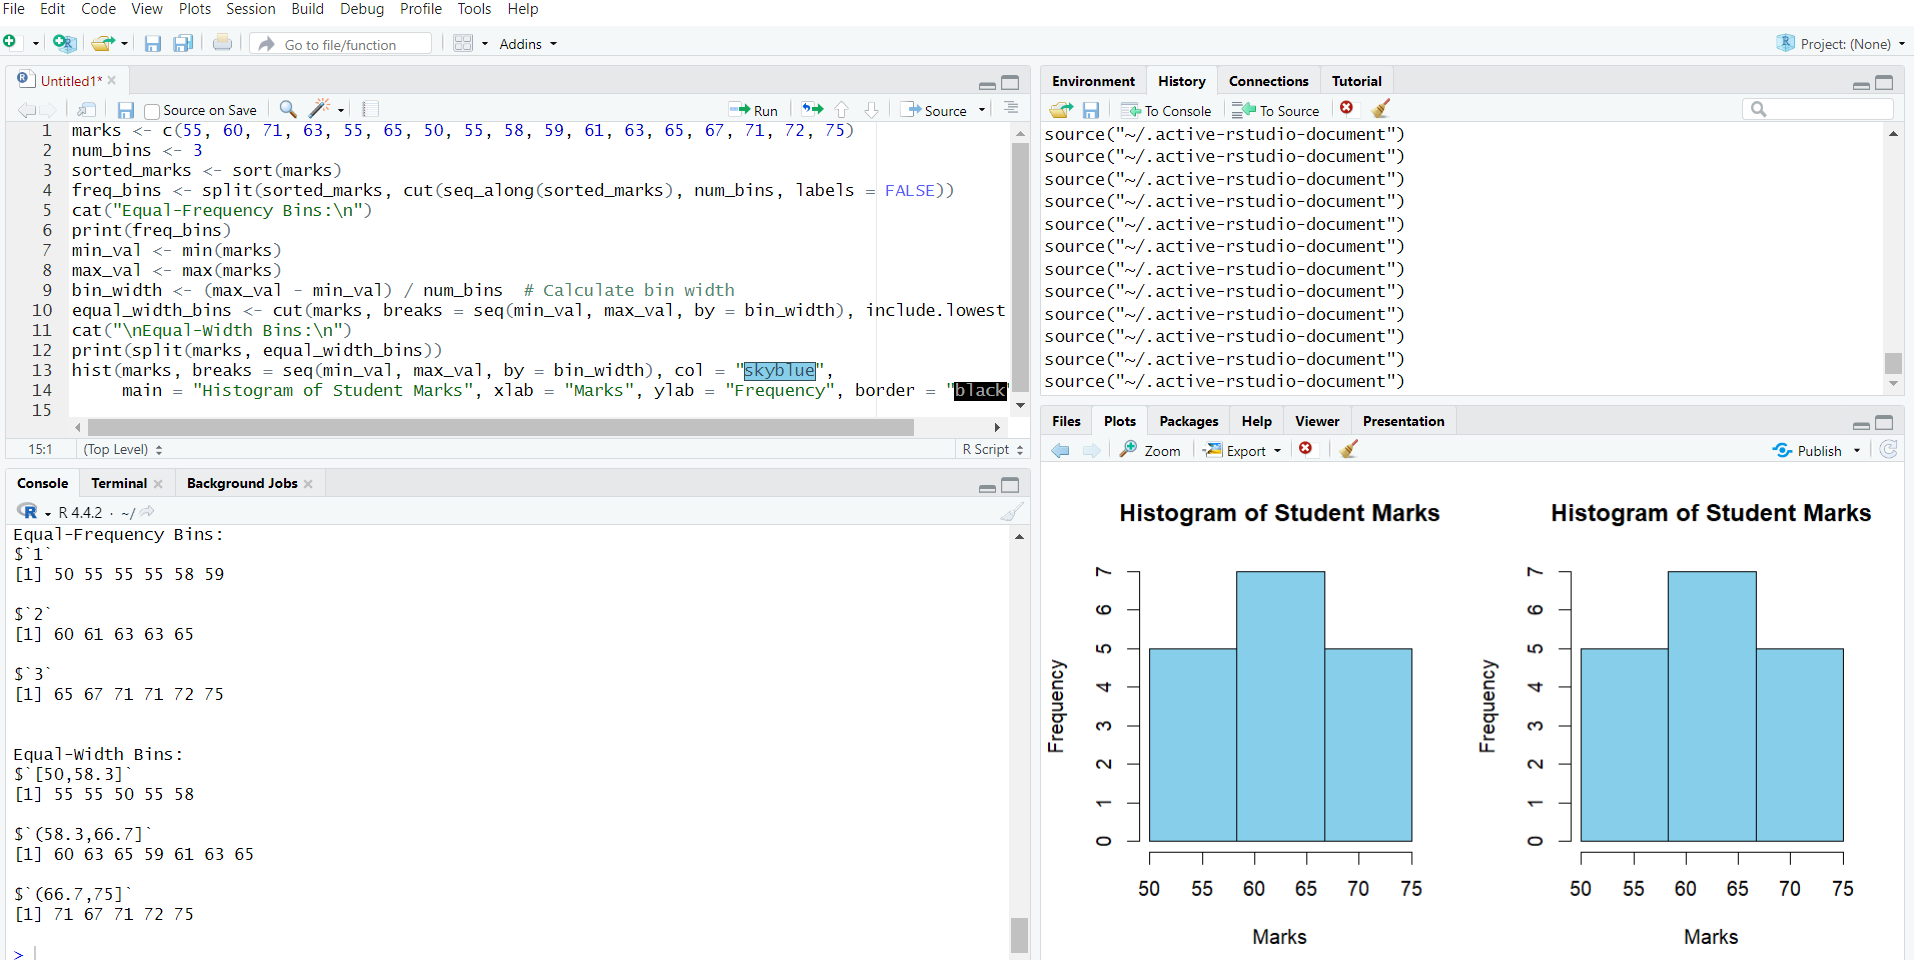 File Edit Code View Plots Session Build Debug Profile Tools Help
Go to file/function
Addins
Project: (None)
Untitled1*
Source on Save
Run
Source
1 marks <- c(55, 60, 71, 63, 55, 65, 50, 55, 58, 59, 61, 63, 65, 67, 71, 72, 75)
2 num_bins <- 3
3 sorted_marks <- sort(marks)
4 freq_bins <- split(sorted_marks, cut(seq_along(sorted_marks), num_bins, labels = FALSE))
5 cat("Equal-Frequency Bins:\n")
6 print(freq_bins)
7 min_val <- min(marks)
8 max_val <- max(marks)
9 bin_width <- (max_val - min_val) / num_bins  # Calculate bin width
10 equal_width_bins <- cut(marks, breaks = seq(min_val, max_val, by = bin_width), include.lowest
11 cat("\nEqual-Width Bins:\n")
12 print(split(marks, equal_width_bins))
13 hist(marks, breaks = seq(min_val, max_val, by = bin_width), col = "skyblue",
14      main = "Histogram of Student Marks", xlab = "Marks", ylab = "Frequency", border = "black"
15
15:1 (Top Level) R Script
Console Terminal Background Jobs
R R 4.4.2 · ~/
Equal-Frequency Bins:
$`1`
[1] 50 55 55 55 58 59
$`2`
[1] 60 61 63 63 65
$`3`
[1] 65 67 71 71 72 75
Equal-Width Bins:
$`[50,58.3]`
[1] 55 55 50 55 58
$`(58.3,66.7]`
[1] 60 63 65 59 61 63 65
$`(66.7,75]`
[1] 71 67 71 72 75
>
Environment History Connections Tutorial
To Console To Source
source("~/.active-rstudio-document")
source("~/.active-rstudio-document")
source("~/.active-rstudio-document")
source("~/.active-rstudio-document")
source("~/.active-rstudio-document")
source("~/.active-rstudio-document")
source("~/.active-rstudio-document")
source("~/.active-rstudio-document")
source("~/.active-rstudio-document")
source("~/.active-rstudio-document")
source("~/.active-rstudio-document")
source("~/.active-rstudio-document")
Files Plots Packages Help Viewer Presentation
Zoom Export Publish
Histogram of Student Marks
Frequency
7
6
5
4
3
2
1
0
50 55 60 65 70 75
Marks
Histogram of Student Marks
Frequency
7
6
5
4
3
2
1
0
50 55 60 65 70 75
Marks